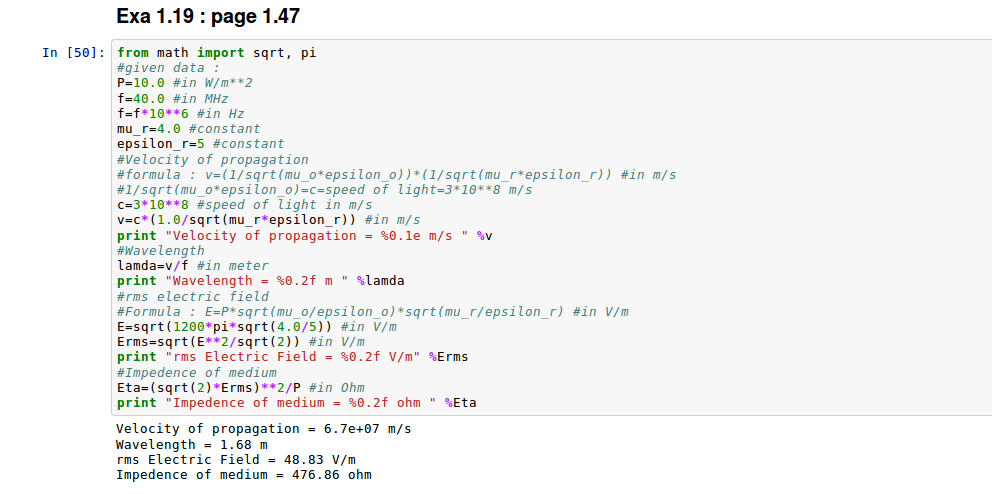 Exa 1.19 : page 1.47
In [50]: from math import sqrt, pi
#given data :
P=10.0 #in W/m**2
f=40.0 #in MHz
f=f*10**6 #in Hz
mu_r=4.0 #constant
epsilon_r=5 #constant
#Velocity of propagation
#formula : v=(1/sqrt(mu_o*epsilon_o))*(1/sqrt(mu_r*epsilon_r)) #in m/s
#1/sqrt(mu_o*epsilon_o)=c=speed of light=3*10**8 m/s
c=3*10**8 #speed of light in m/s
v=c*(1.0/sqrt(mu_r*epsilon_r)) #in m/s
print "Velocity of propagation = %0.1e m/s " %v
#Wavelength
lamda=v/f #in meter
print "Wavelength = %0.2f m " %lamda
#rms electric field
#Formula : E=P*sqrt(mu_o/epsilon_o)*sqrt(mu_r/epsilon_r) #in V/m
E=sqrt(1200*pi*sqrt(4.0/5)) #in V/m
Erms=sqrt(E**2/sqrt(2)) #in V/m
print "rms Electric Field = %0.2f V/m" %Erms
#Impedence of medium
Eta=(sqrt(2)*Erms)**2/P #in Ohm
print "Impedence of medium = %0.2f ohm " %Eta
Velocity of propagation = 6.7e+07 m/s
Wavelength = 1.68 m
rms Electric Field = 48.83 V/m
Impedence of medium = 476.86 ohm